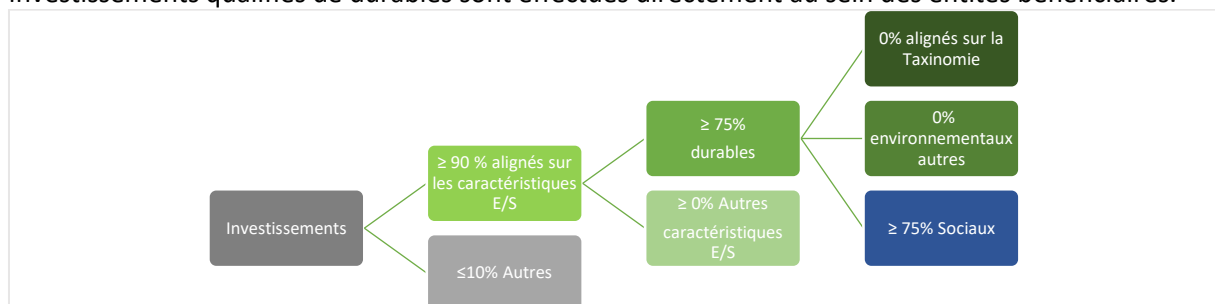 investissements qualifiés de durables sont effectués directement au sein des entités bénéficiaires.
0% alignés sur la
Taxinomie
≥ 75%
durables
0%
environnementaux
autres
≥ 90 % alignés sur
les caractéristiques
E/S
Investissements
≥ 0% Autres
caractéristiques
E/S
≥ 75% Sociaux
≤10% Autres